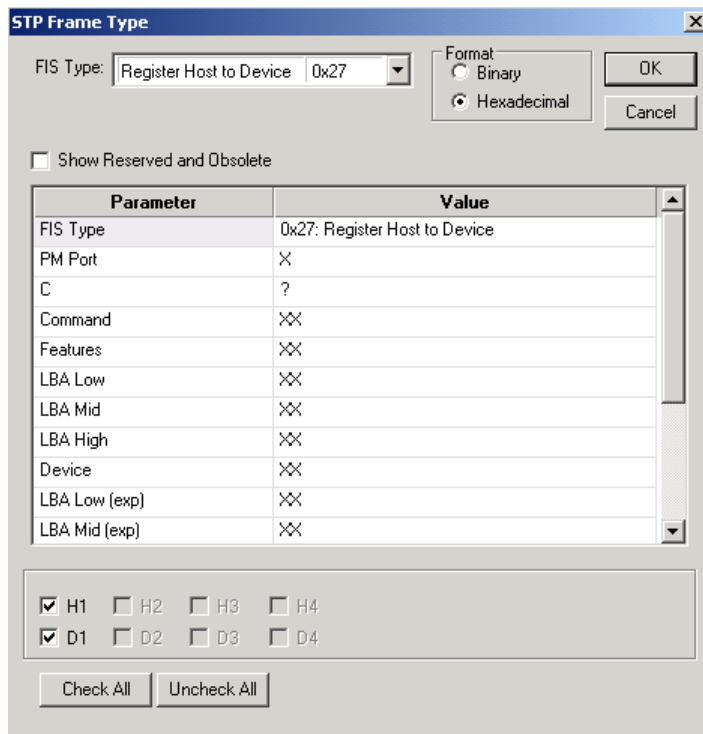 STP Frame Type
FIS Type: Register Host to Device 0x27
Format
Binary
Hexadecimal
OK
Cancel
Show Reserved and Obsolete
Parameter Value
FIS Type 0x27: Register Host to Device
PM Port X
C ?
Command XX
Features XX
LBA Low XX
LBA Mid XX
LBA High XX
Device XX
LBA Low (exp) XX
LBA Mid (exp) XX
H1 H2 H3 H4
D1 D2 D3 D4
Check All Uncheck All